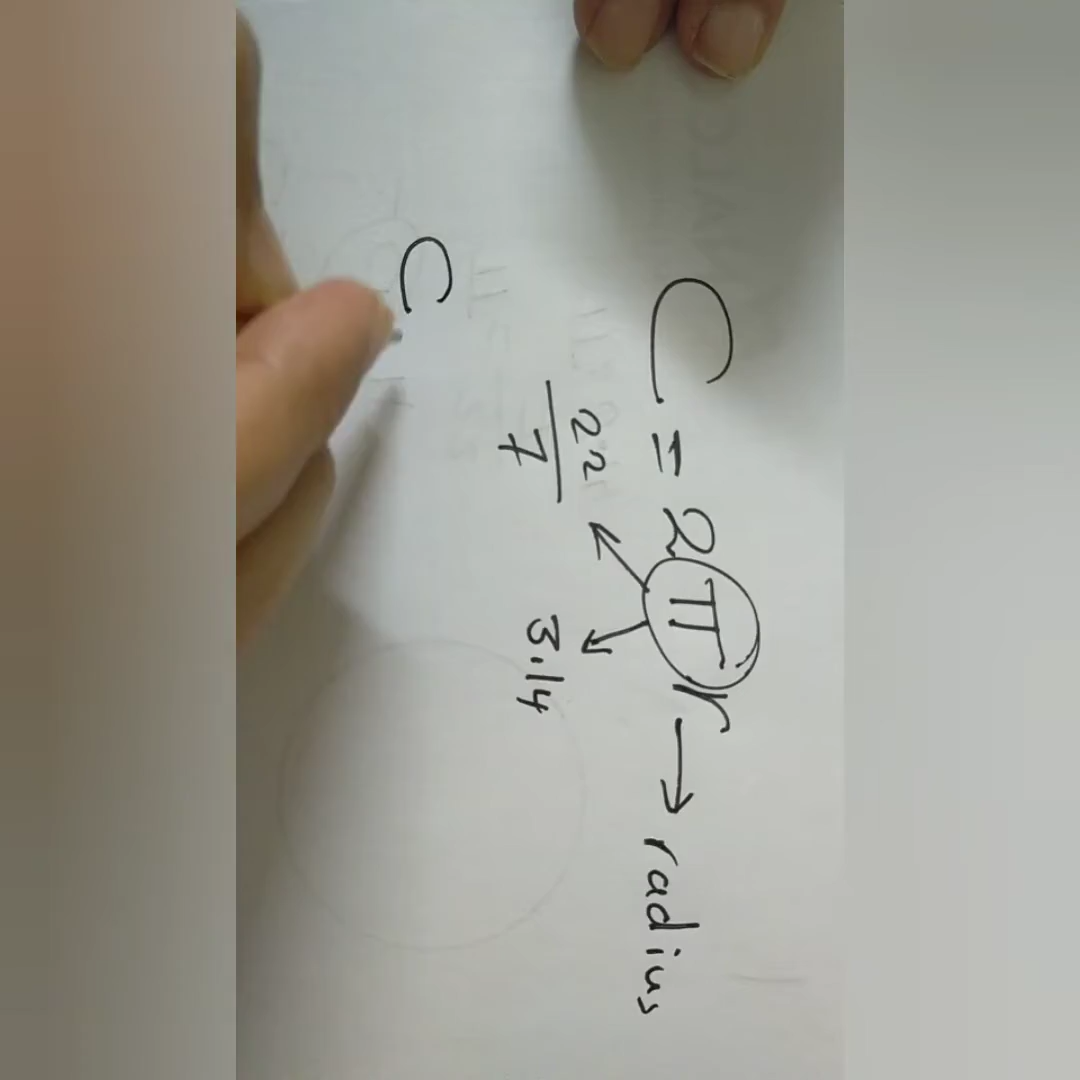 C = 2πr → radius
22/7 3.14
C